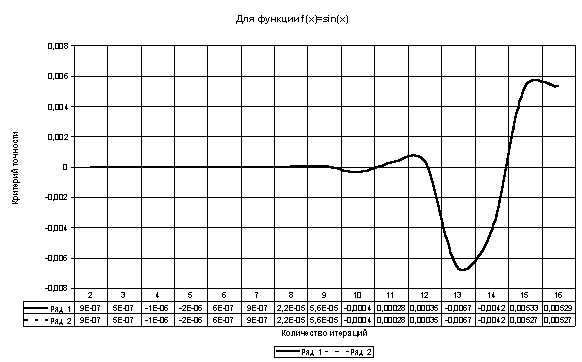 Для функции f(x)=sin(x)
Критерий точности
0,008
0,006
0,004
0,002
0
-0,002
-0,004
-0,006
-0,008
2 3 4 5 6 7 8 9 10 11 12 13 14 15 16
Ряд 1 9E-07 5E-07 -1E-06 -2E-06 6E-07 9E-07 2,2E-05 5,6E-05 -0,0004 0,00028 0,00035 -0,0067 -0,0042 0,00533 0,00529
Ряд 2 9E-07 5E-07 -1E-06 -2E-06 6E-07 9E-07 2,2E-05 5,6E-05 -0,0004 0,00028 0,00035 -0,0067 -0,0042 0,00527 0,00527
Количество итераций
Ряд 1 Ряд 2